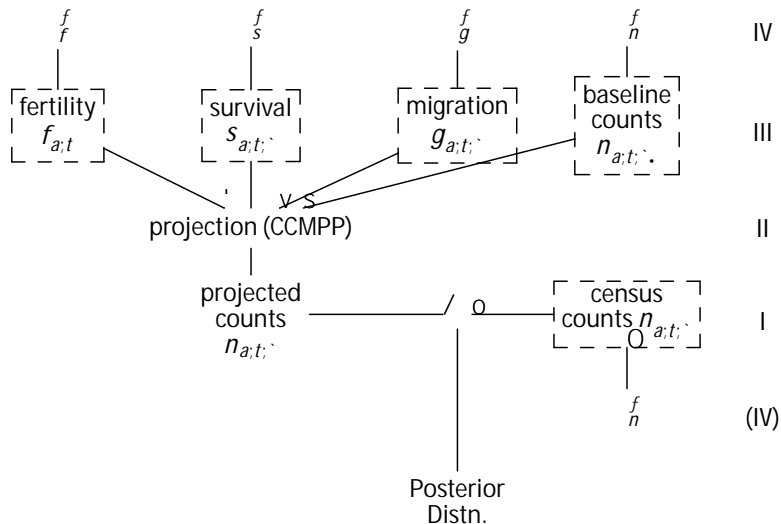 f f f f IV
f s g n
fertility survival migration baseline
counts
f a;t s a;t;` g a;t;` n a;t;` . III
' V S
projection (CCMPP) II
projected census
counts / O counts n a;t;` I
n a;t;` O
f
n (IV)
Posterior
Distn.